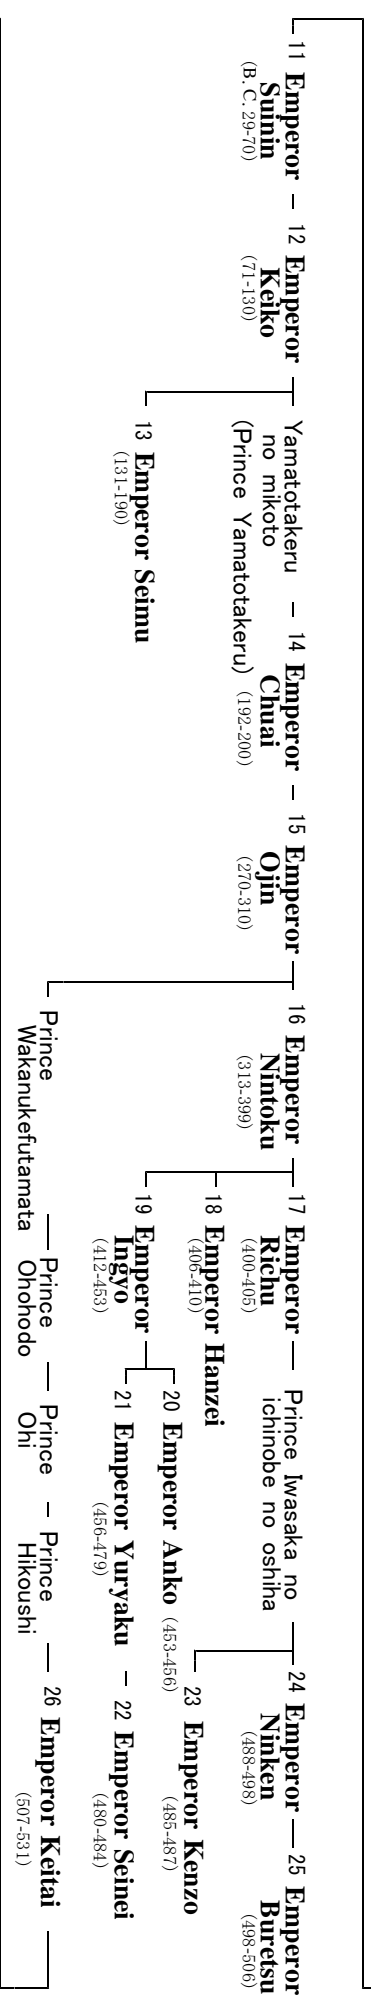 11 Emperor
Suinin
(B. C. 29-70)
12 Emperor
Keiko
(71-130)
Yamatotakeru
no mikoto
(Prince Yamatotakeru)
13 Emperor Seimu
(131-190)
14 Emperor
Chuai
(192-200)
15 Emperor
Ojin
(270-310)
16 Emperor
Nintoku
(313-399)
17 Emperor
Richu
(400-405)
18 Emperor Hanzei
(406-410)
19 Emperor
Ingyo
(412-453)
Prince Iwasaka no
ichinobe no oshiha
20 Emperor Anko (453-456)
21 Emperor Yuryaku
(456-479)
22 Emperor Seinei
(480-484)
23 Emperor Kenzo
(485-487)
24 Emperor
Ninken
(488-498)
25 Emperor
Buretsu
(498-506)
Prince
Wakanukefutamata
Prince
Ohohodo
Prince
Ohi
Prince
Hikoushi
26 Emperor Keitai
(507-531)